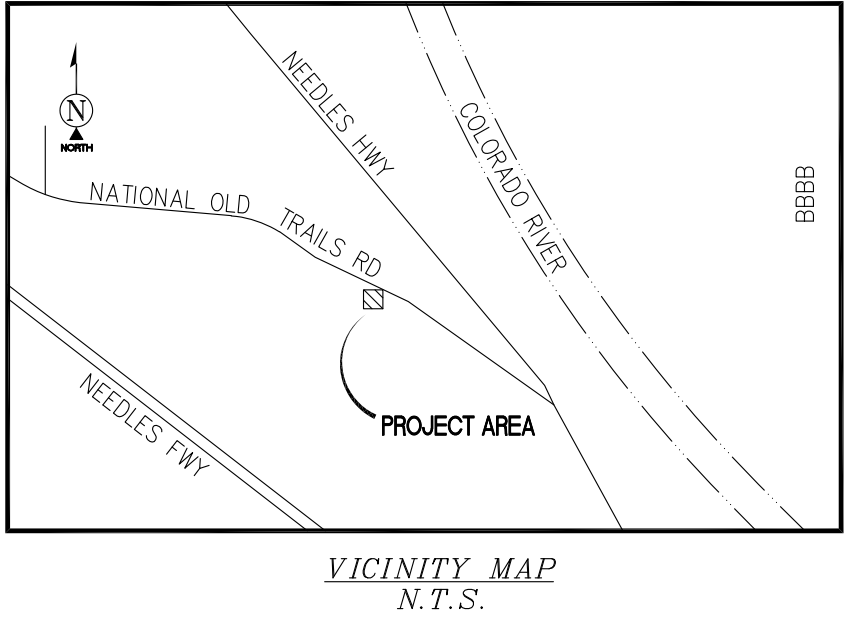 NEEDLES HWY
COLORADO RIVER
N
NORTH
BBBB
NATIONAL OLD TRAILS RD
NEEDLES FWY
PROJECT AREA
VICINITY MAP
N.T.S.